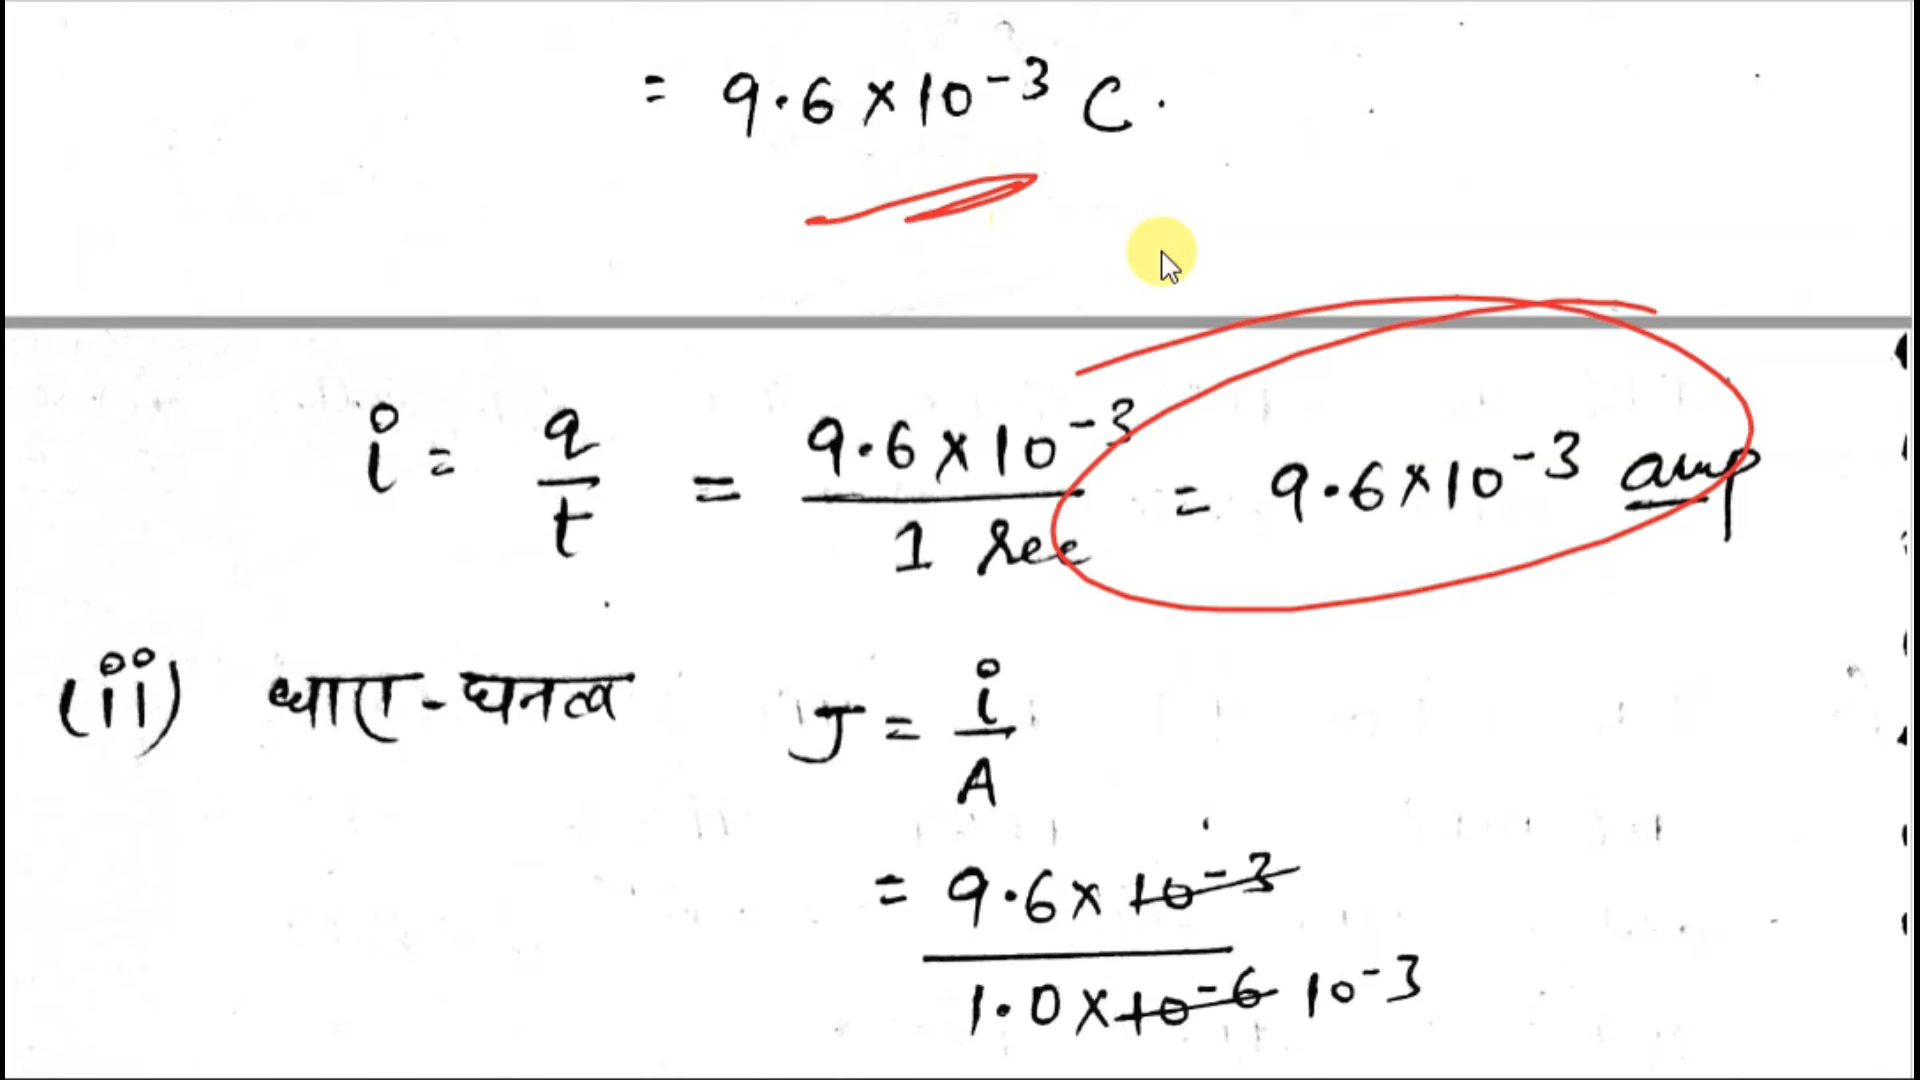 = 9.6 × 10⁻³ C.
i = q/t = 9.6 × 10⁻³ / 1 sec = 9.6 × 10⁻³ amp
(ii) धारा - घनत्व J = i/A
= 9.6 × 10⁻³
1.0 × 10⁻⁶ 10⁻³